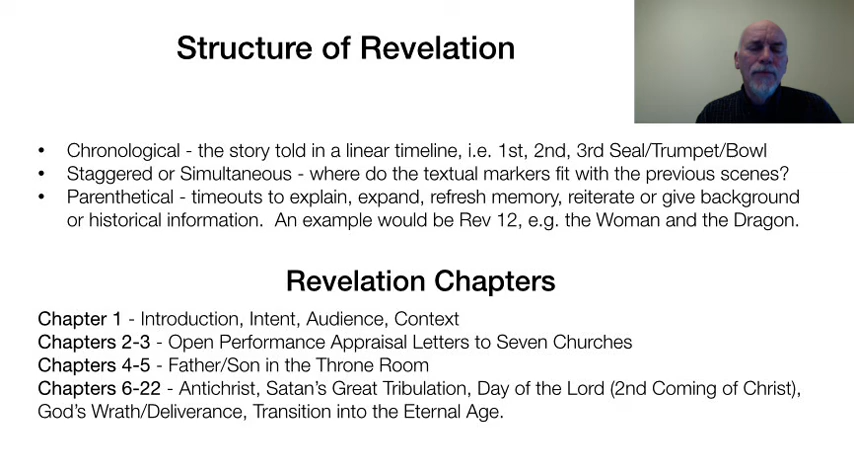 Structure of Revelation
• Chronological - the story told in a linear timeline, i.e. 1st, 2nd, 3rd Seal/Trumpet/Bowl
• Staggered or Simultaneous - where do the textual markers fit with the previous scenes?
• Parenthetical - timeouts to explain, expand, refresh memory, reiterate or give background
or historical information.  An example would be Rev 12, e.g. the Woman and the Dragon.
Revelation Chapters
Chapter 1 - Introduction, Intent, Audience, Context
Chapters 2-3 - Open Performance Appraisal Letters to Seven Churches
Chapters 4-5 - Father/Son in the Throne Room
Chapters 6-22 - Antichrist, Satan's Great Tribulation, Day of the Lord (2nd Coming of Christ),
God's Wrath/Deliverance, Transition into the Eternal Age.